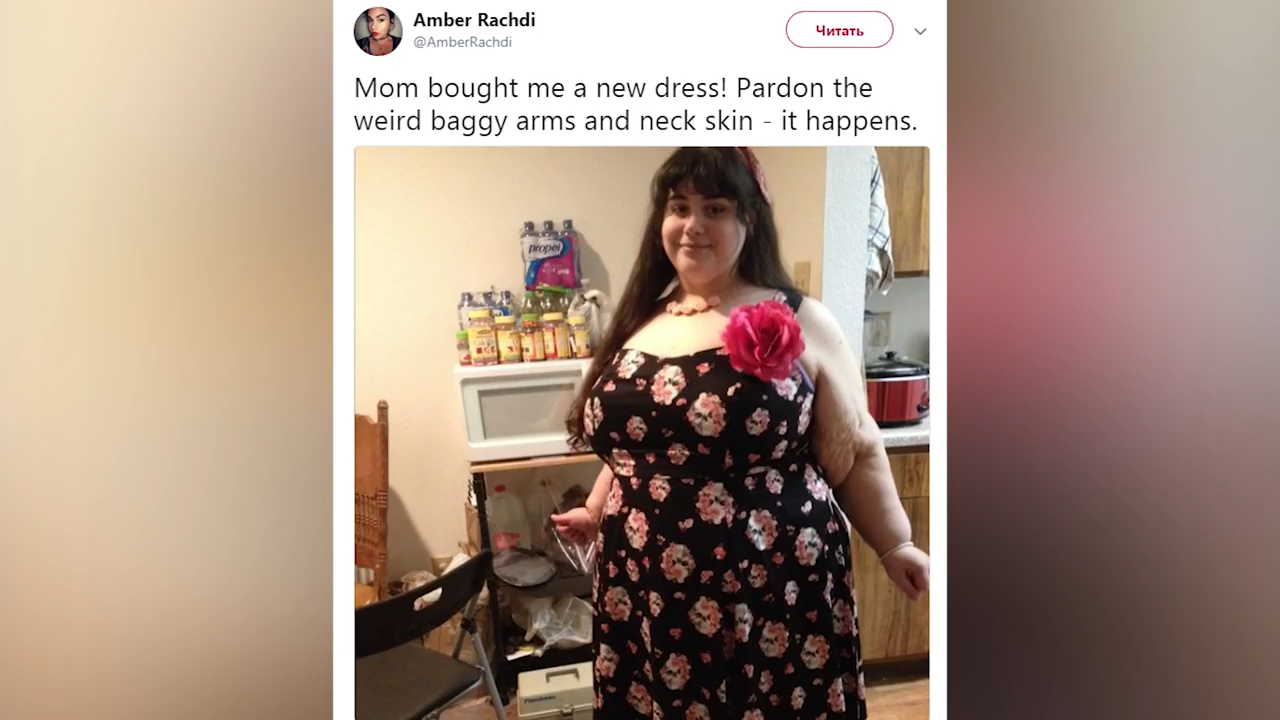 Amber Rachdi
@AmberRachdi
Читать
Mom bought me a new dress! Pardon the
weird baggy arms and neck skin - it happens.
propel